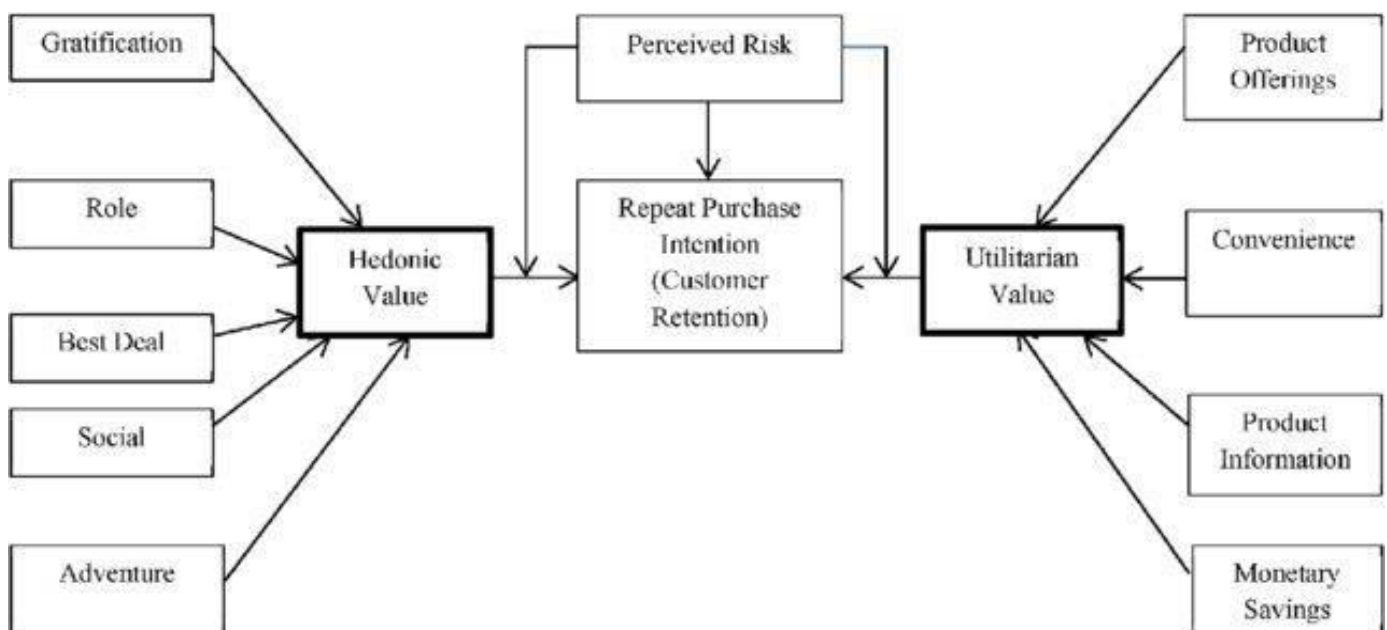 Gratification
Perceived Risk
Product
Offerings
Role
Repeat Purchase
Intention
(Customer
Retention)
Convenience
Hedonic
Value
Utilitarian
Value
Best Deal
Social
Product
Information
Adventure
Monetary
Savings